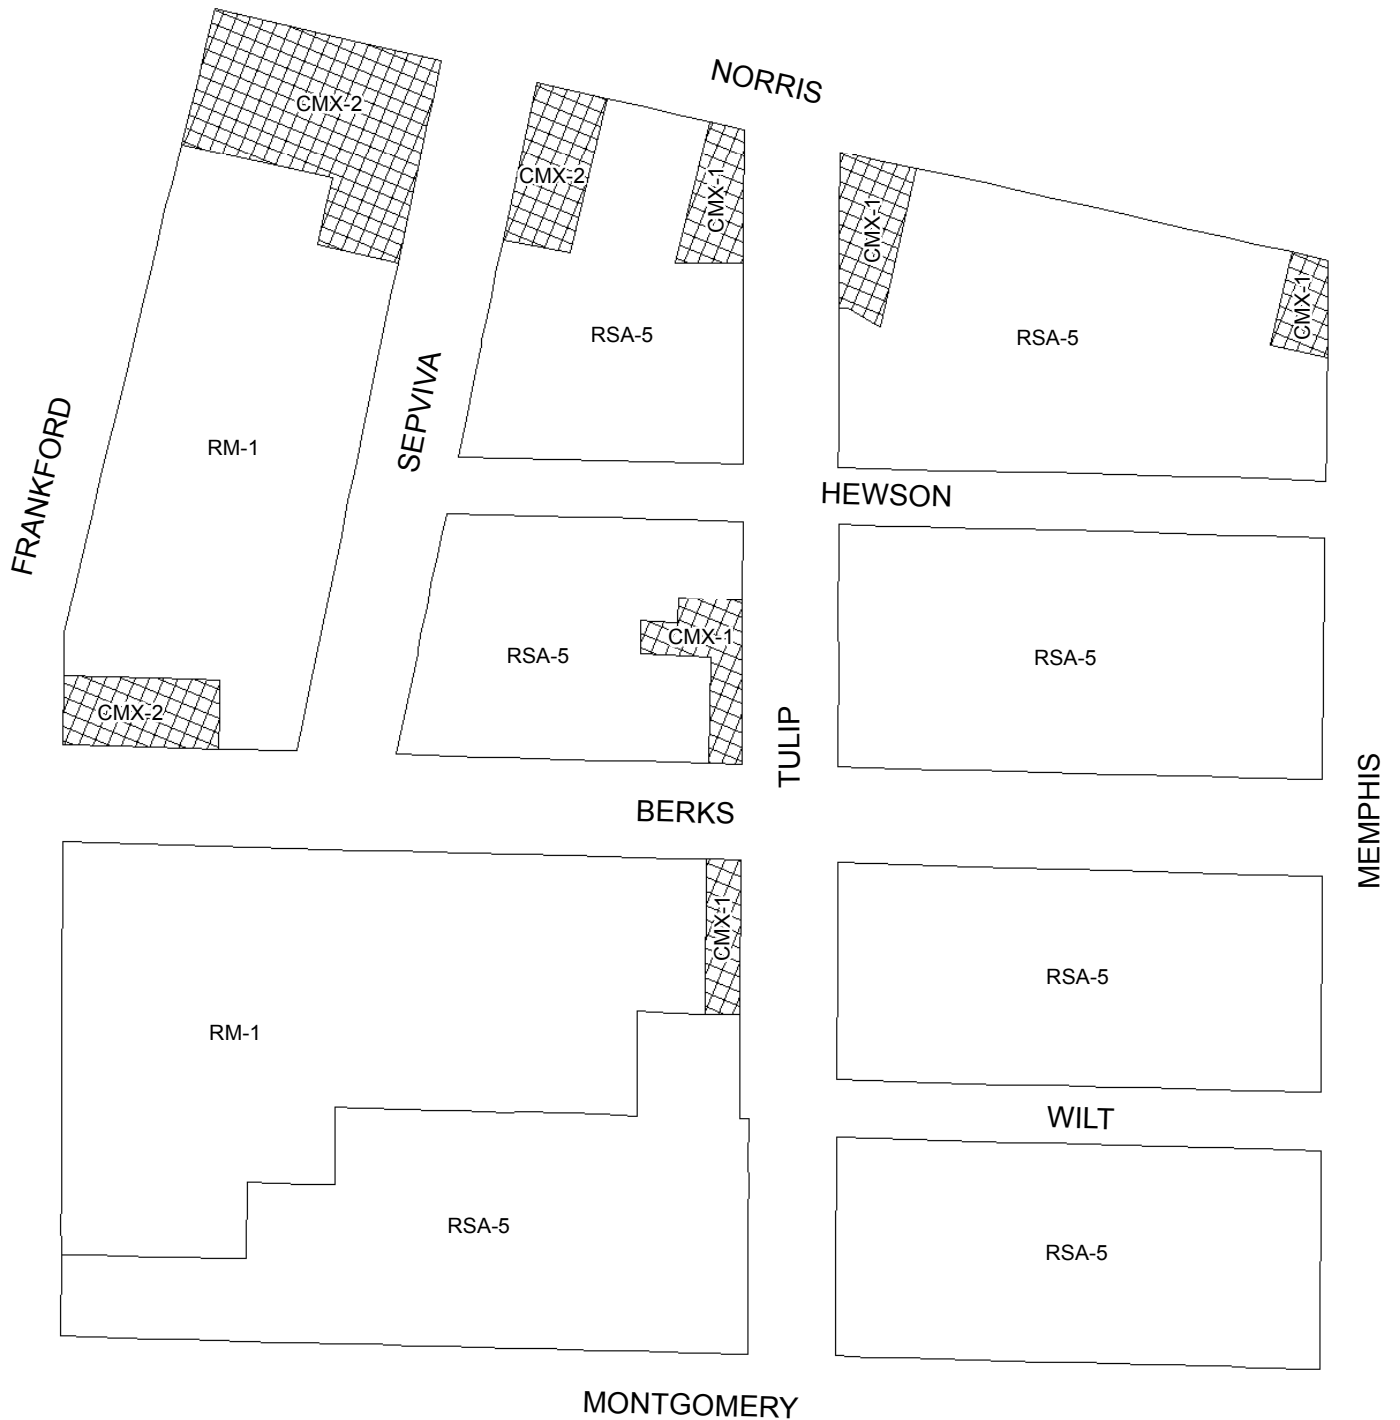 NORRIS
CMX-2
CMX-2
CMX-1
CMX-1
CMX-1
RSA-5
RSA-5
SEPVIVA
FRANKFORD
RM-1
HEWSON
CMX-1
RSA-5
RSA-5
CMX-2
TULIP
BERKS
MEMPHIS
CMX-1
RSA-5
RM-1
WILT
RSA-5
RSA-5
MONTGOMERY